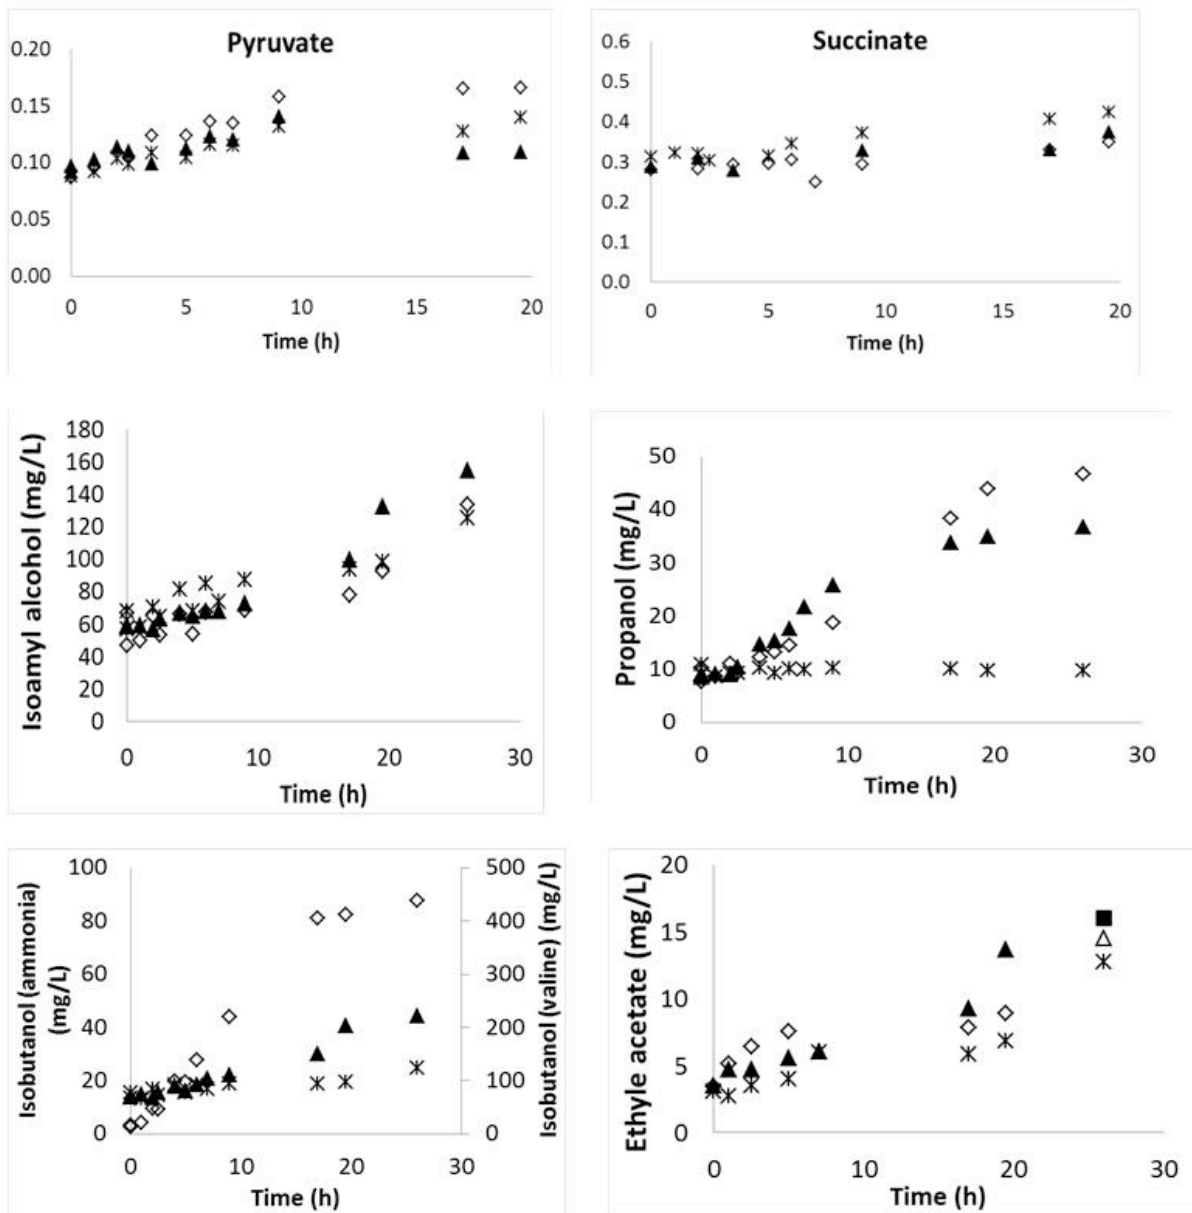 Pyruvate
0.20
0.15
0.10
0.05
0.00
0 5 10 15 20
Time (h)
Succinate
0.6
0.5
0.4
0.3
0.2
0.1
0.0
0 5 10 15 20
Time (h)
Isoamyl alcohol (mg/L)
180
160
140
120
100
80
60
40
20
0
0 10 20 30
Time (h)
Propanol (mg/L)
50
40
30
20
10
0
0 10 20 30
Time (h)
Isobutanol (ammonia)
(mg/L)
100
80
60
40
20
0
0 10 20 30
Time (h)
500
400
300
200
100
0
Isobutanol (valine) (mg/L)
Ethyle acetate (mg/L)
20
15
10
5
0
0 10 20 30
Time (h)